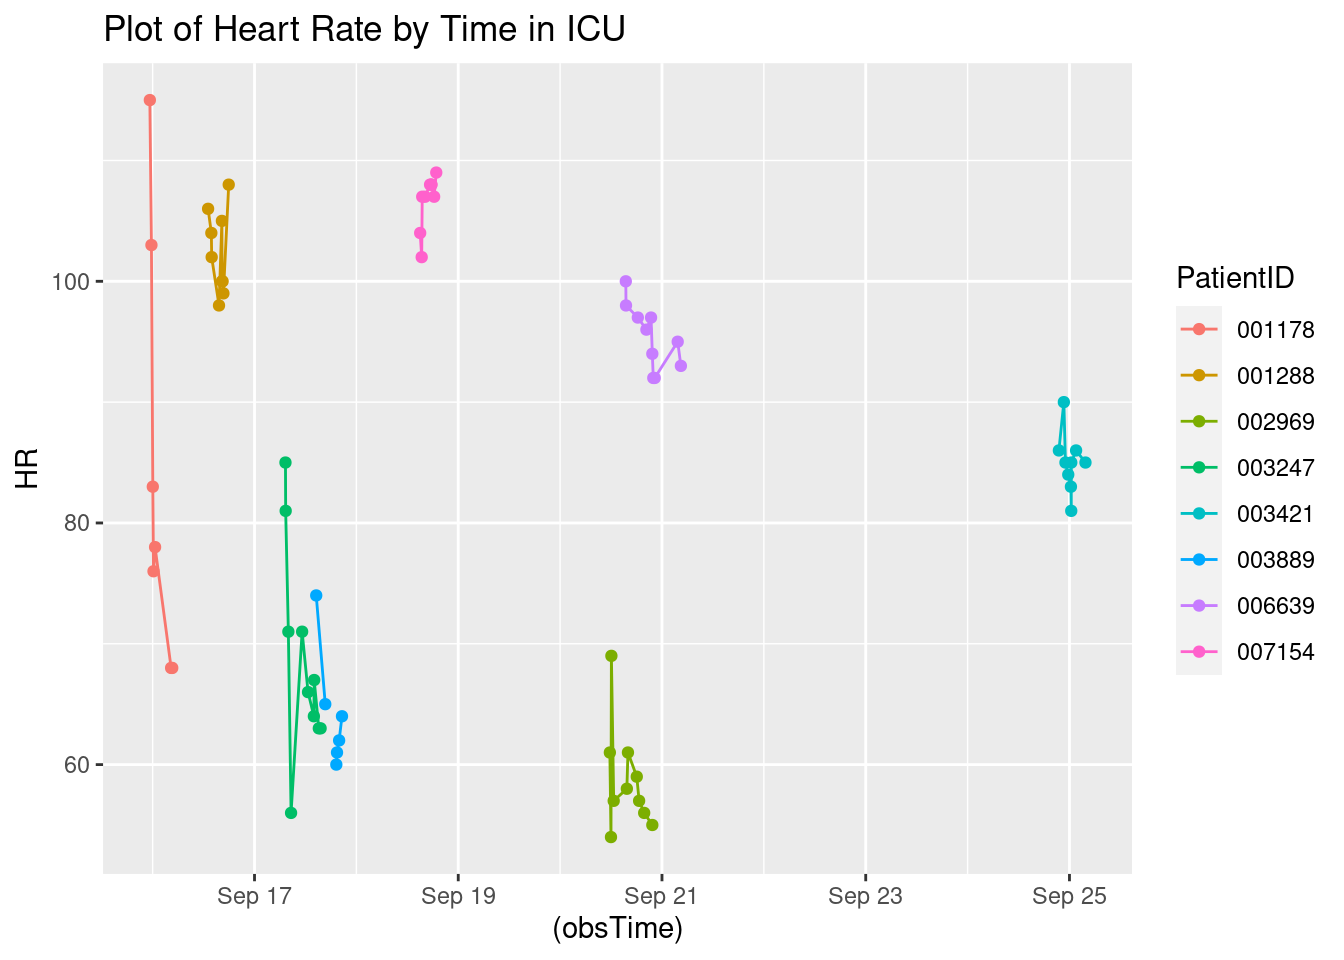 Plot of Heart Rate by Time in ICU
HR
100
80
60
Sep 17 Sep 19 Sep 21 Sep 23 Sep 25
(obsTime)
PatientID
001178
001288
002969
003247
003421
003889
006639
007154